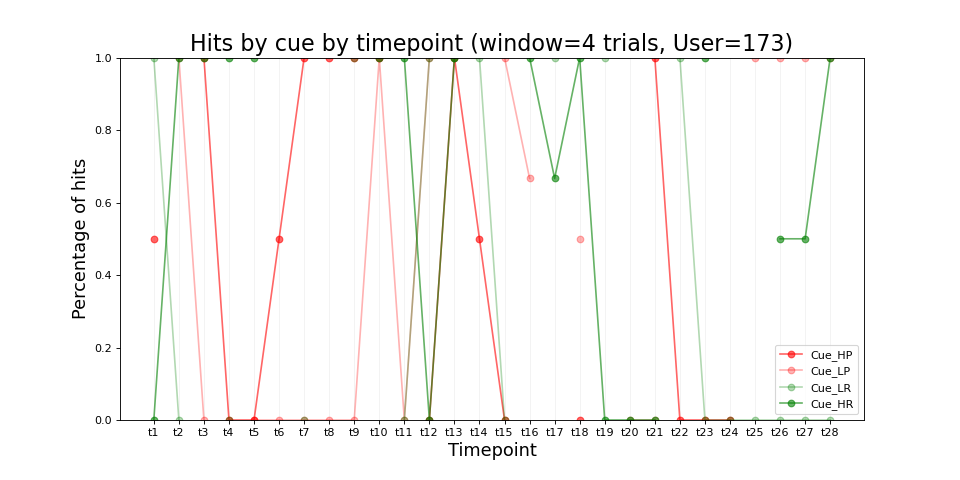 Hits by cue by timepoint (window=4 trials, User=173)
1.0
0.8
0.6
0.4
0.2
0.0
Percentage of hits
Cue_HP
Cue_LP
Cue_LR
Cue_HR
t1 t2 t3 t4 t5 t6 t7 t8 t9 t10 t11 t12 t13 t14 t15 t16 t17 t18 t19 t20 t21 t22 t23 t24 t25 t26 t27 t28
Timepoint